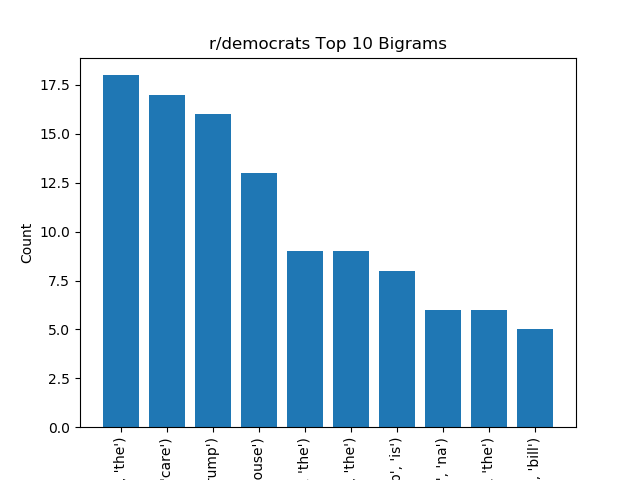 r/democrats Top 10 Bigrams
Count
17.5
15.0
12.5
10.0
7.5
5.0
2.5
0.0
, 'the')
'care')
rump')
ouse')
, 'the')
, 'the')
', 'is')
', 'na')
, 'the')
, 'bill')